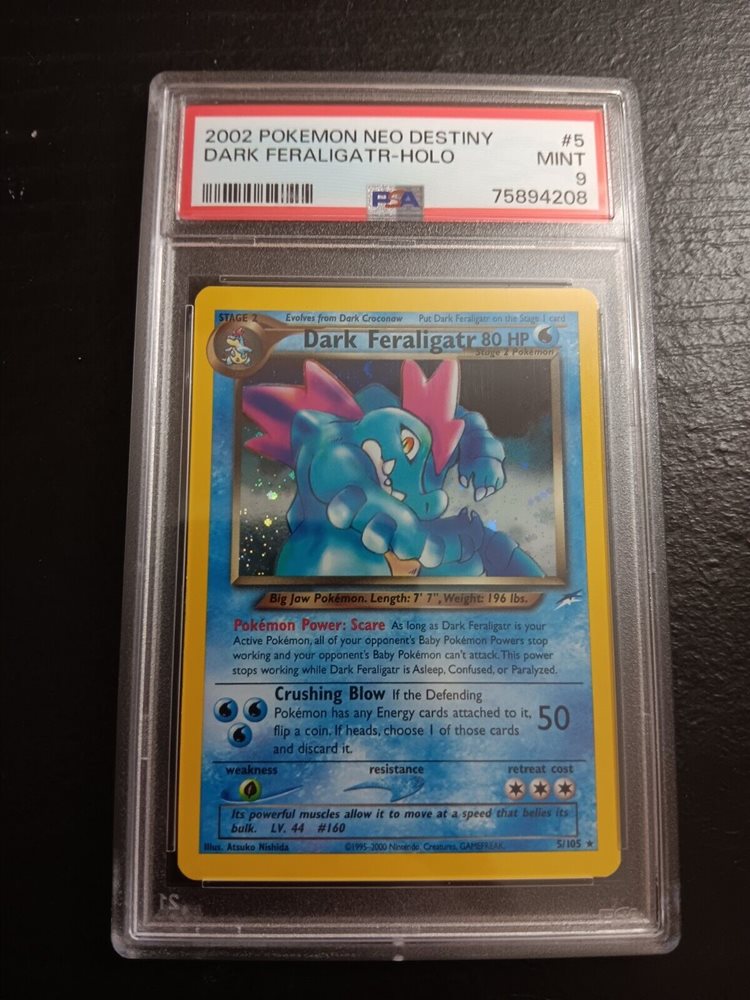 2002 POKEMON NEO DESTINY #5
DARK FERALIGATR-HOLO MINT
9
PSA 75894208
STAGE 2 Evolves from Dark Croconaw Put Dark Feraligatr on the Stage 1 card
Dark Feraligatr 80 HP
Stage 2 Pokémon
Big Jaw Pokémon. Length: 7' 7", Weight: 196 lbs.
Pokémon Power: Scare As long as Dark Feraligatr is your
Active Pokémon, all of your opponent's Baby Pokémon Powers stop
working and your opponent's Baby Pokémon can't attack. This power
stops working while Dark Feraligatr is Asleep, Confused, or Paralyzed.
Crushing Blow If the Defending
Pokémon has any Energy cards attached to it, 50
flip a coin. If heads, choose 1 of those cards
and discard it.
weakness resistance retreat cost
Its powerful muscles allow it to move at a speed that belies its
bulk. LV. 44 #160
Illus. Atsuko Nishida ©1995-2000 Nintendo, Creatures, GAMEFREAK. 5/105 ★